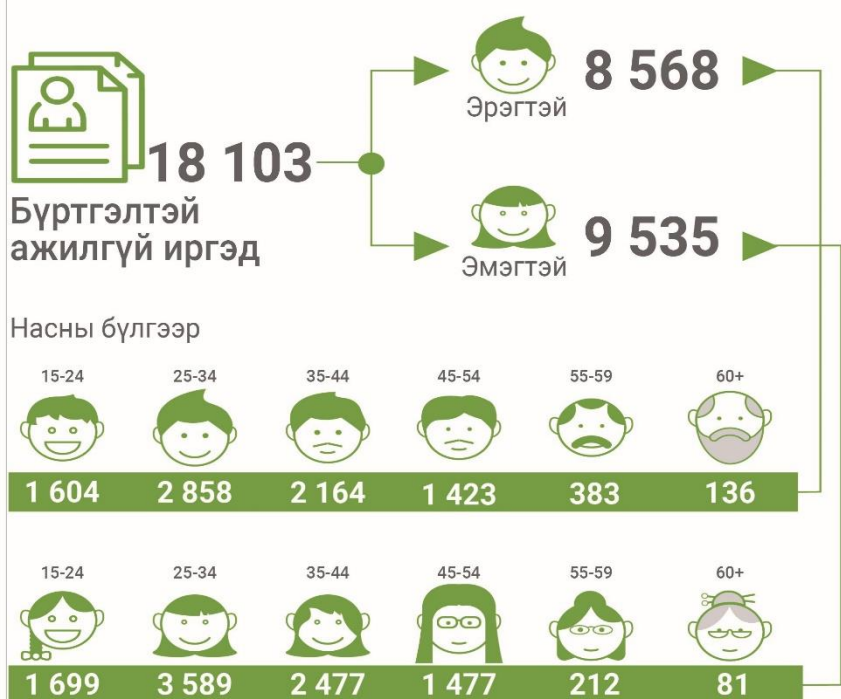 18 103
Бүртгэлтэй
ажилгүй иргэд
Эрэгтэй
8 568
Эмэгтэй
9 535
Насны бүлгээр
15-24 25-34 35-44 45-54 55-59 60+
1 604 2 858 2 164 1 423 383 136
15-24 25-34 35-44 45-54 55-59 60+
1 699 3 589 2 477 1 477 212 81